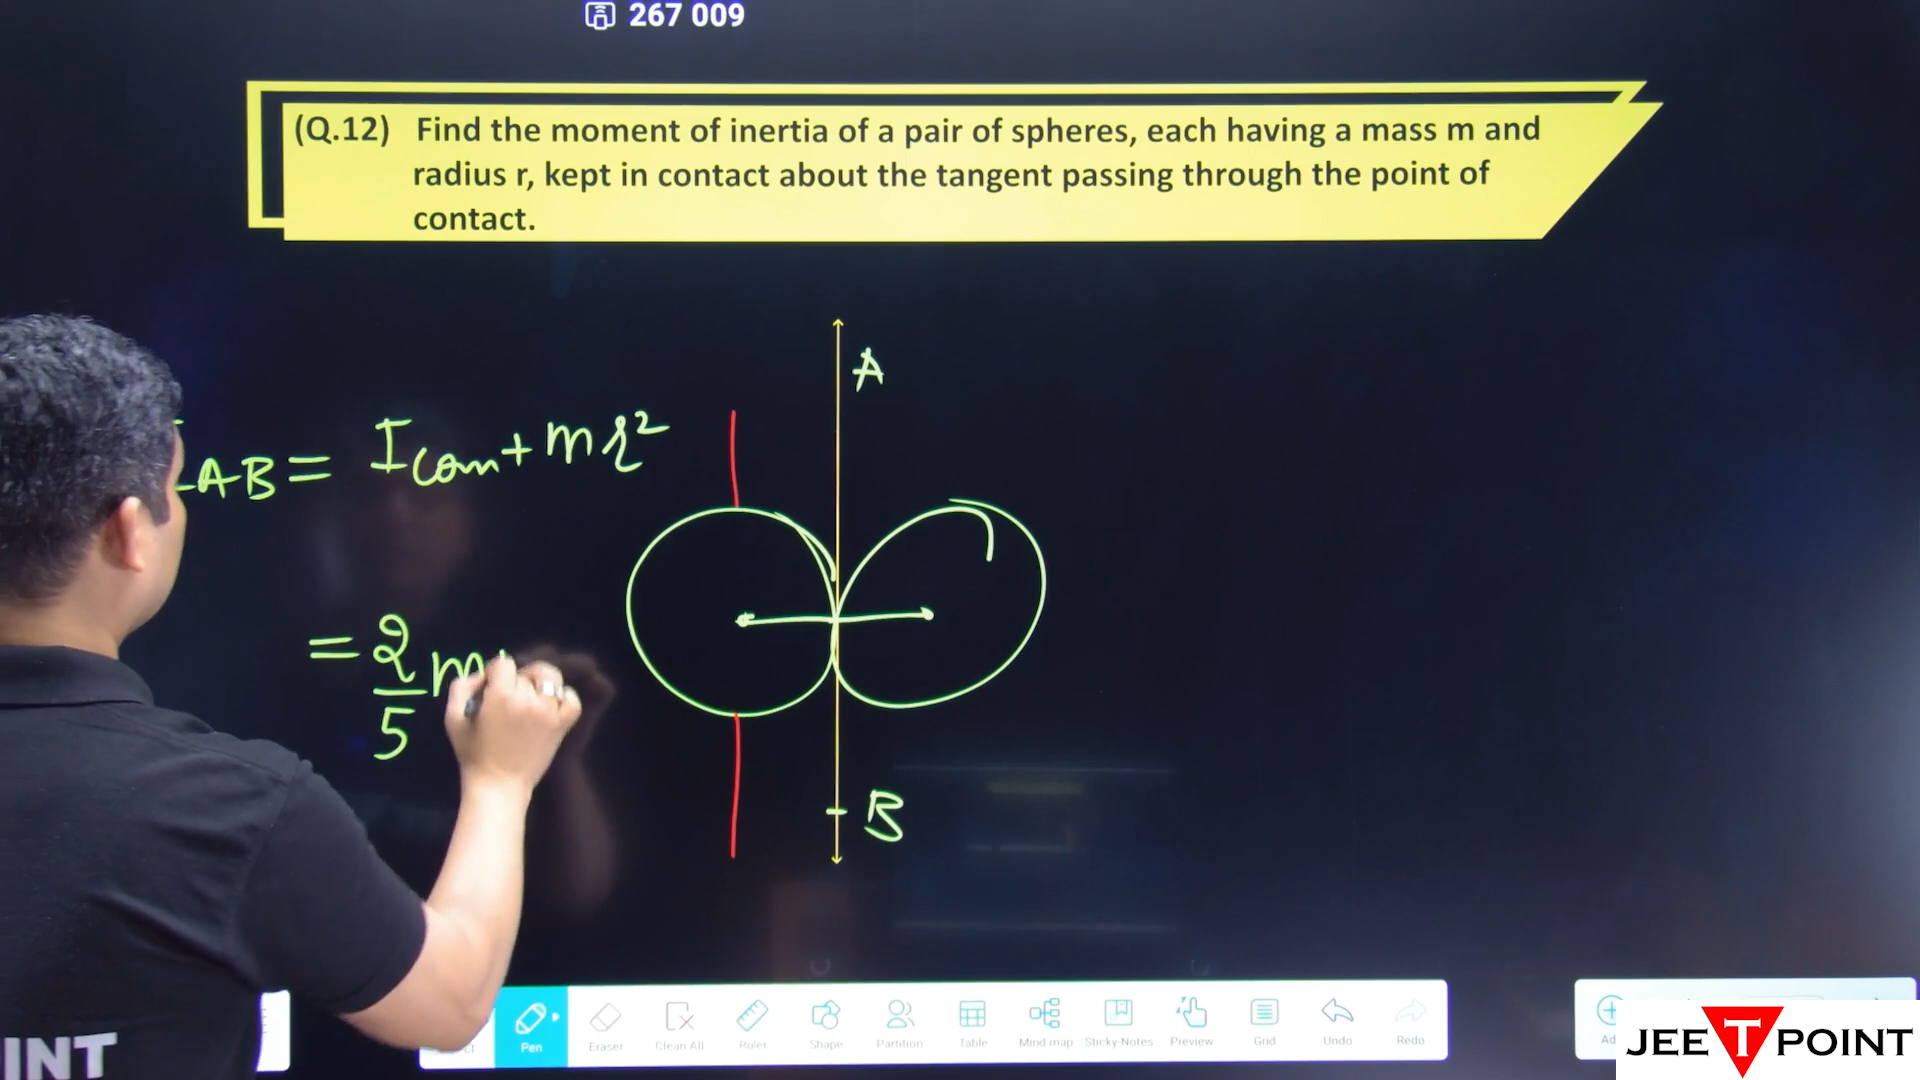 267 009
(Q.12) Find the moment of inertia of a pair of spheres, each having a mass m and
radius r, kept in contact about the tangent passing through the point of
contact.
A
AB = Icom + mr²
= 2/5 m
B
Pen
Eraser
Clean All
Ruler
Shape
Partition
Table
Mind map
Sticky-Notes
Preview
Grid
Undo
Redo
INT
JEE T POINT